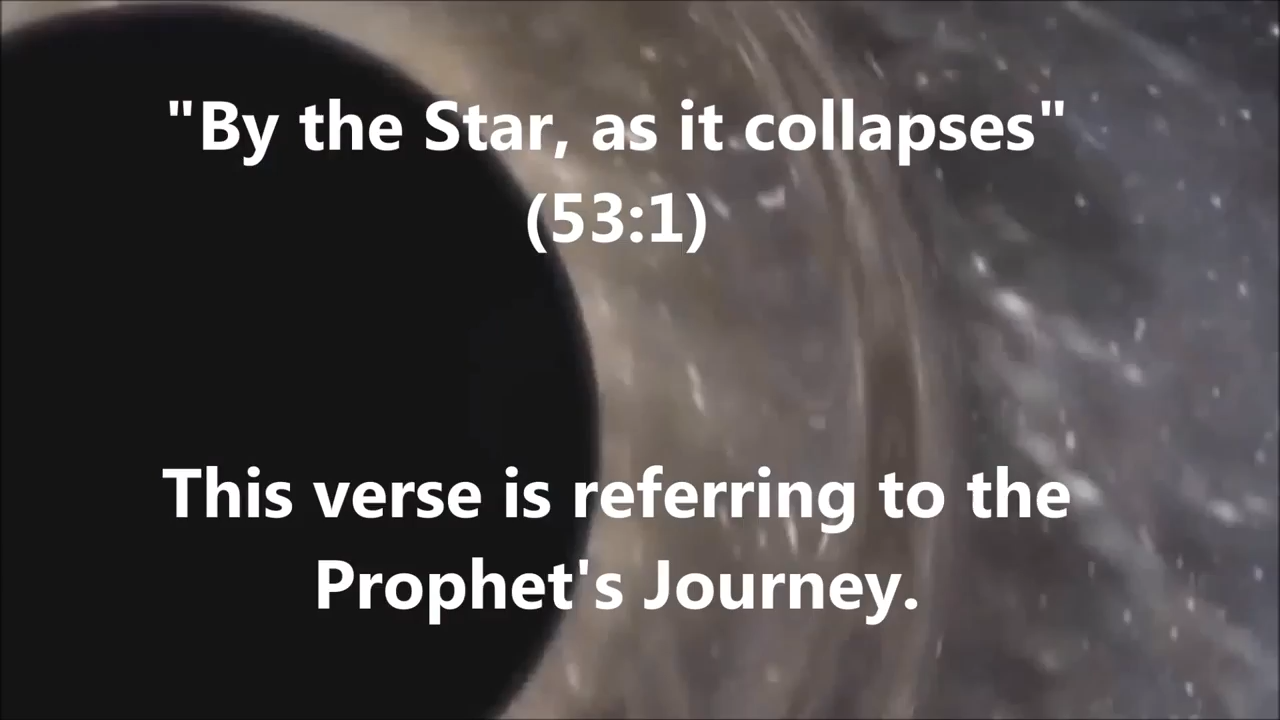 "By the Star, as it collapses"
(53:1)
This verse is referring to the
Prophet's Journey.